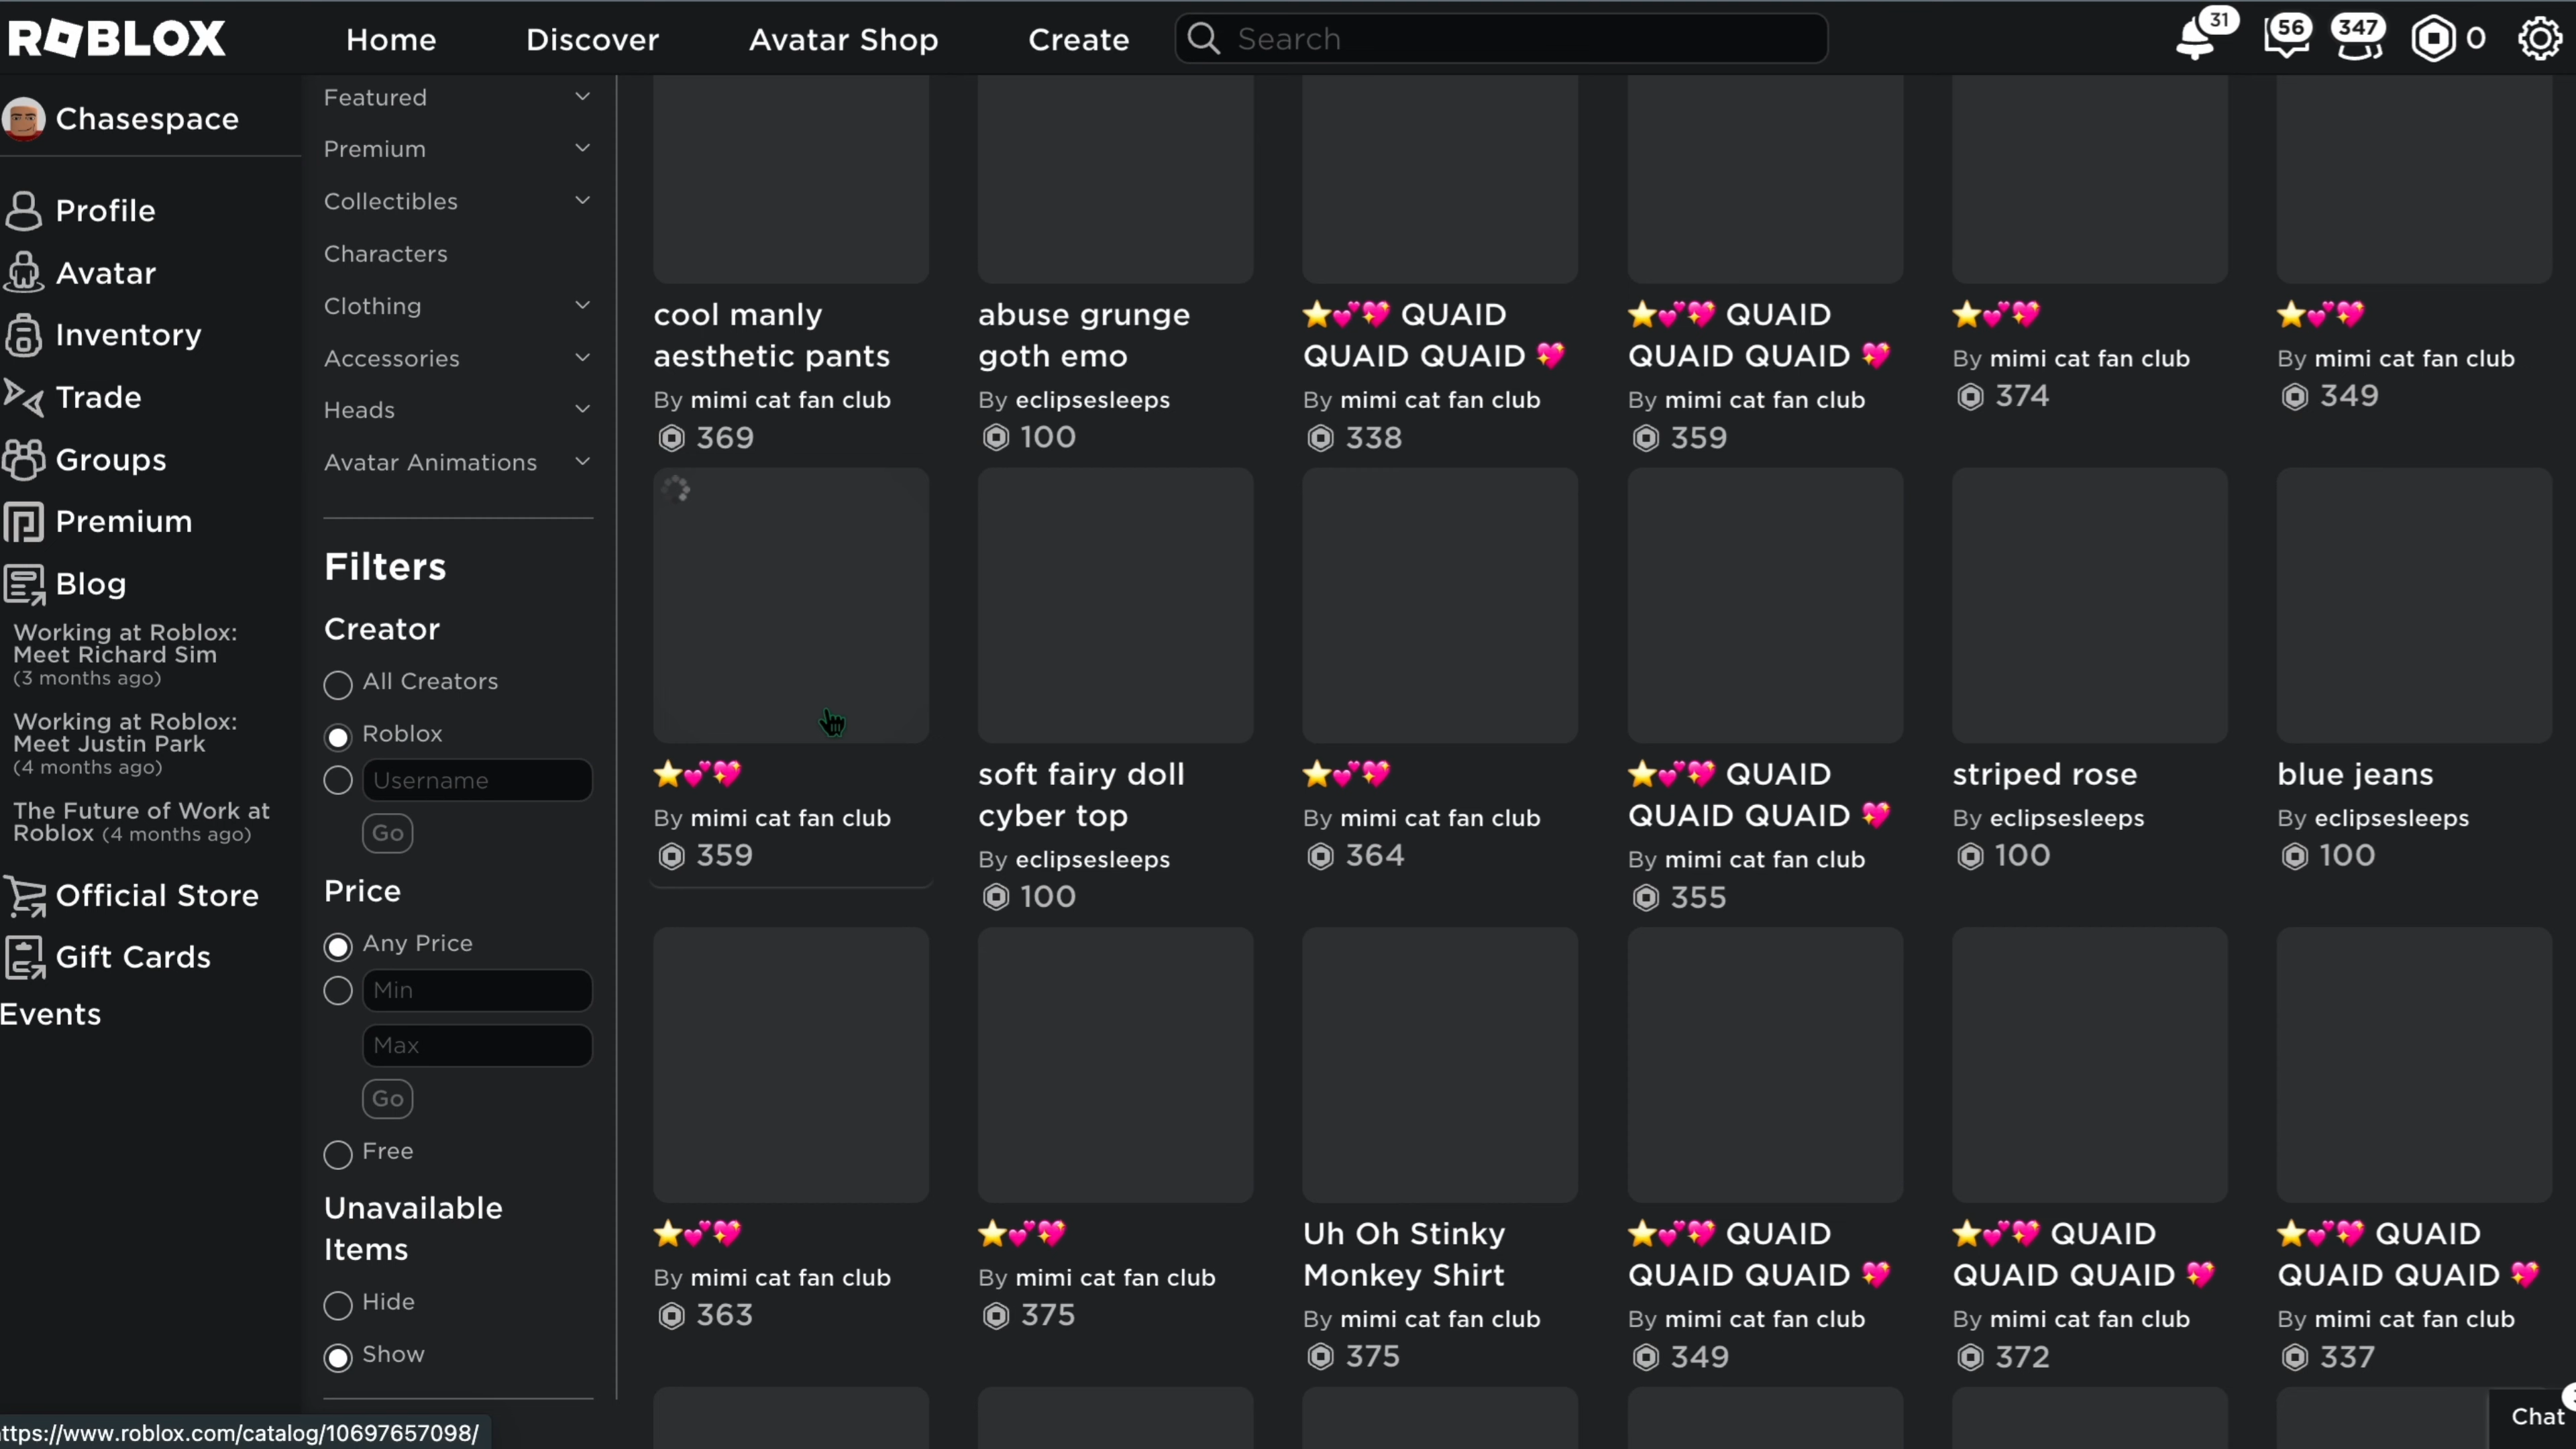 ROBLOX
Home
Discover
Avatar Shop
Create
Search
31
56
347
0
Chasespace
Profile
Avatar
Inventory
Trade
Groups
Premium
Blog
Working at Roblox:
Meet Richard Sim
(3 months ago)
Working at Roblox:
Meet Justin Park
(4 months ago)
The Future of Work at
Roblox (4 months ago)
Official Store
Gift Cards
Events
Featured
Premium
Collectibles
Characters
Clothing
Accessories
Heads
Avatar Animations
Filters
Creator
All Creators
Roblox
Username
Go
Price
Any Price
Min
Max
Go
Free
Unavailable
Items
Hide
Show
cool manly
aesthetic pants
By mimi cat fan club
369
abuse grunge
goth emo
By eclipsesleeps
100
⭐💕💖 QUAID
QUAID QUAID 💖
By mimi cat fan club
338
⭐💕💖 QUAID
QUAID QUAID 💖
By mimi cat fan club
359
⭐💕💖
By mimi cat fan club
374
⭐💕💖
By mimi cat fan club
349
⭐💕💖
By mimi cat fan club
359
soft fairy doll
cyber top
By eclipsesleeps
100
⭐💕💖
By mimi cat fan club
364
⭐💕💖 QUAID
QUAID QUAID 💖
By mimi cat fan club
355
striped rose
By eclipsesleeps
100
blue jeans
By eclipsesleeps
100
⭐💕💖
By mimi cat fan club
363
⭐💕💖
By mimi cat fan club
375
Uh Oh Stinky
Monkey Shirt
By mimi cat fan club
375
⭐💕💖 QUAID
QUAID QUAID 💖
By mimi cat fan club
349
⭐💕💖 QUAID
QUAID QUAID 💖
By mimi cat fan club
372
⭐💕💖 QUAID
QUAID QUAID 💖
By mimi cat fan club
337
Chat
ttps://www.roblox.com/catalog/10697657098/